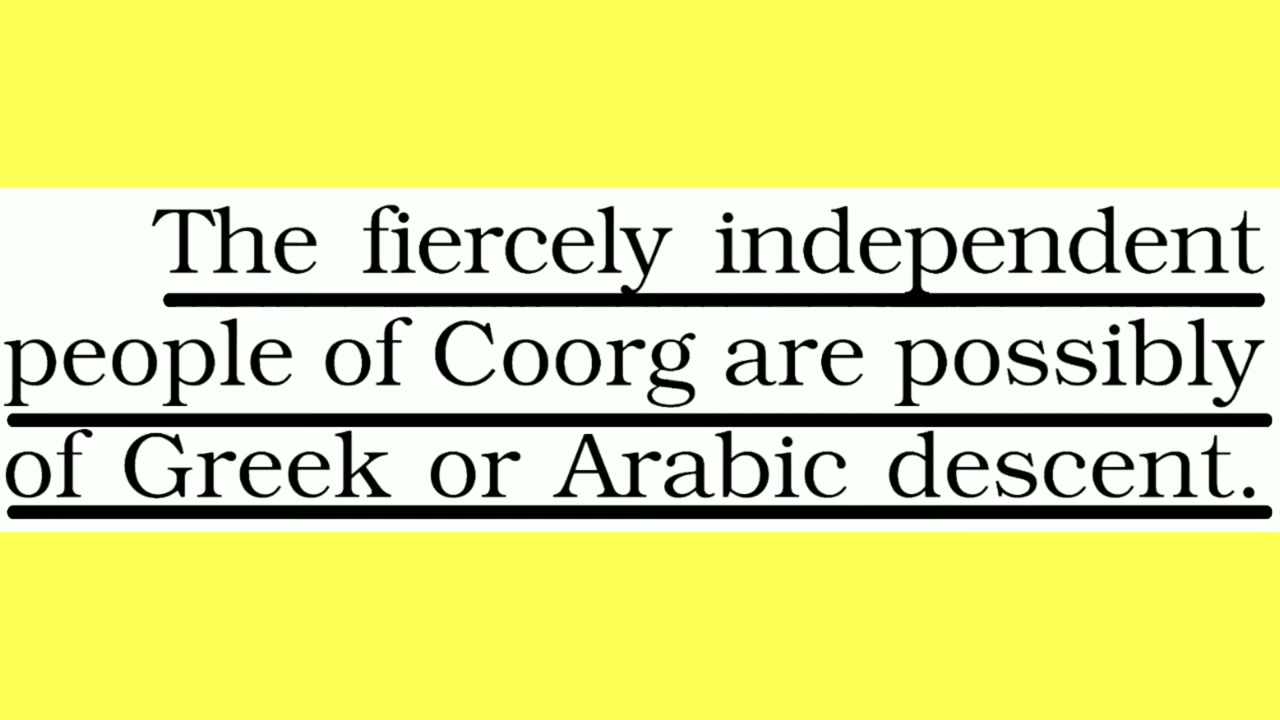 The fiercely independent
people of Coorg are possibly
of Greek or Arabic descent.